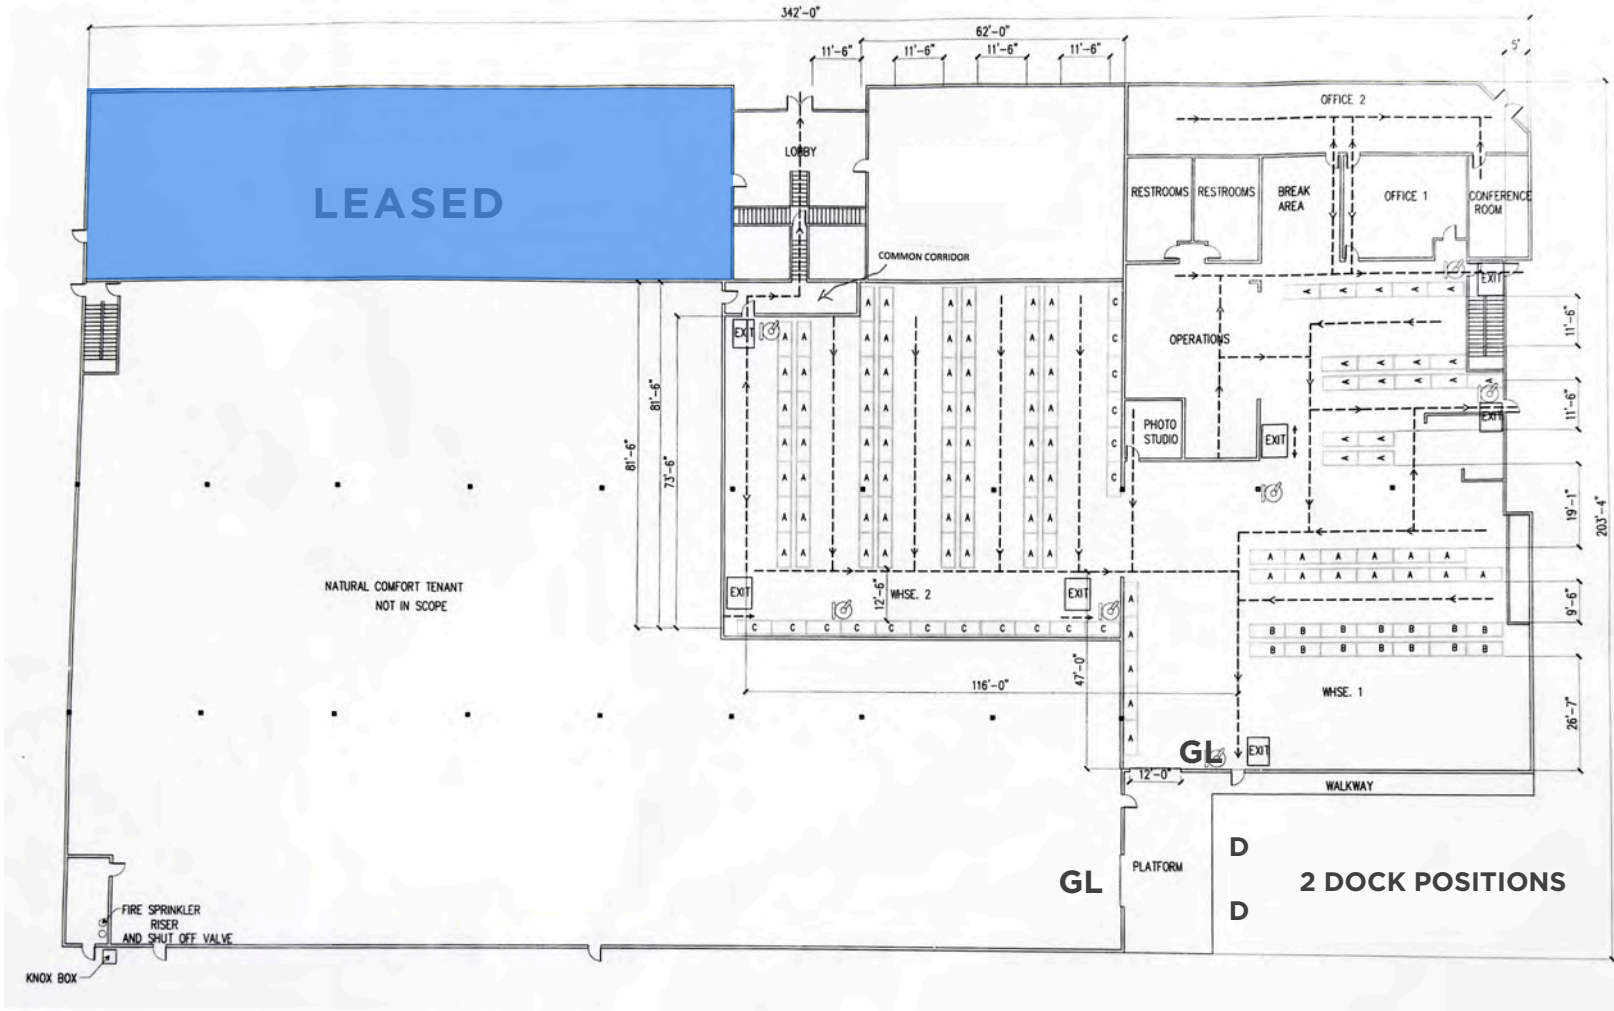 342'-0"
62'-0"
11'-6"
11'-6"
11'-6"
11'-6"
5'
OFFICE 2
LOBBY
LEASED
RESTROOMS
RESTROOMS
BREAK
AREA
OFFICE 1
CONFERENCE
ROOM
COMMON CORRIDOR
EXIT
A A A A A A C
A A A A A
EXIT
A A A A A A A A C
OPERATIONS
11'-6"
A A A A
A A A A A A A A C
A A A A A
81'-6"
A A A A A A A A C
11'-6"
EXIT
PHOTO
STUDIO
EXIT
A A
A A A A A A A A C
81'-6"
73'-6"
A A
A A A A A A A A C
19'-1"
203'-4"
A A A A A A A A
A A A A A A A A
A A A A A A
A A A A A A A
NATURAL COMFORT TENANT
NOT IN SCOPE
EXIT
12'-6"
WHSE. 2
EXIT
A
9'-6"
C C C C C C C C C C C
A
B B B B B B B
B B B B B B B
A
47'-0"
116'-0"
WHSE. 1
A
26'-7"
A
GL
EXIT
12'-0"
WALKWAY
D
PLATFORM
GL
2 DOCK POSITIONS
D
FIRE SPRINKLER
RISER
AND SHUT OFF VALVE
KNOX BOX